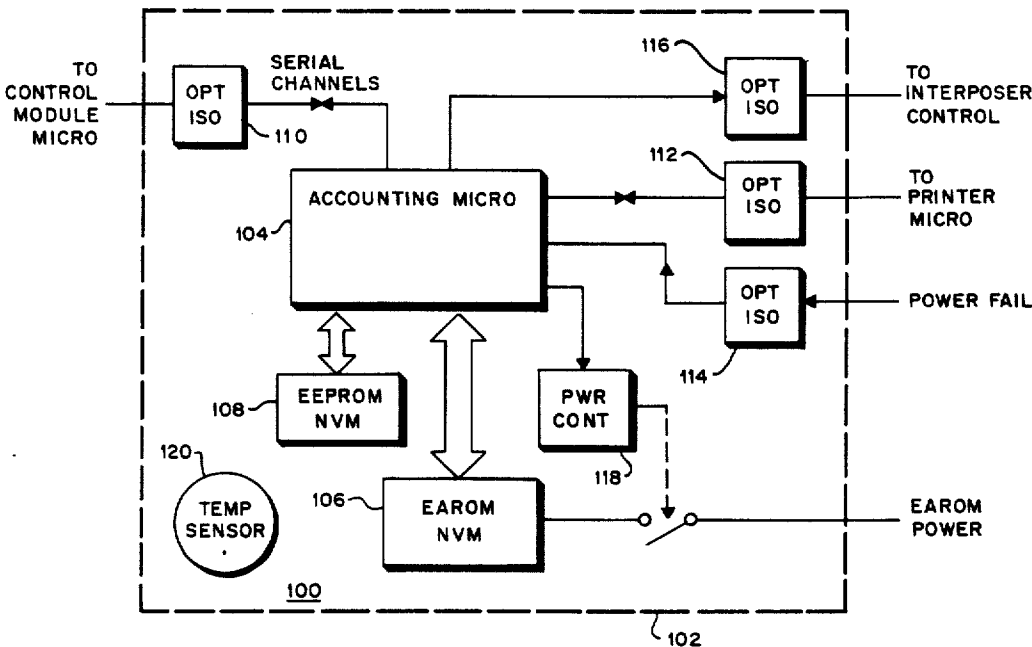 TO
CONTROL
MODULE
MICRO
OPT
ISO
110
SERIAL
CHANNELS
116
OPT
ISO
TO
INTERPOSER
CONTROL
112
OPT
ISO
TO
PRINTER
MICRO
ACCOUNTING MICRO
104
OPT
ISO
POWER FAIL
114
EEPROM
NVM
108
PWR
CONT
118
120
TEMP
SENSOR
106
EAROM
NVM
EAROM
POWER
100
102